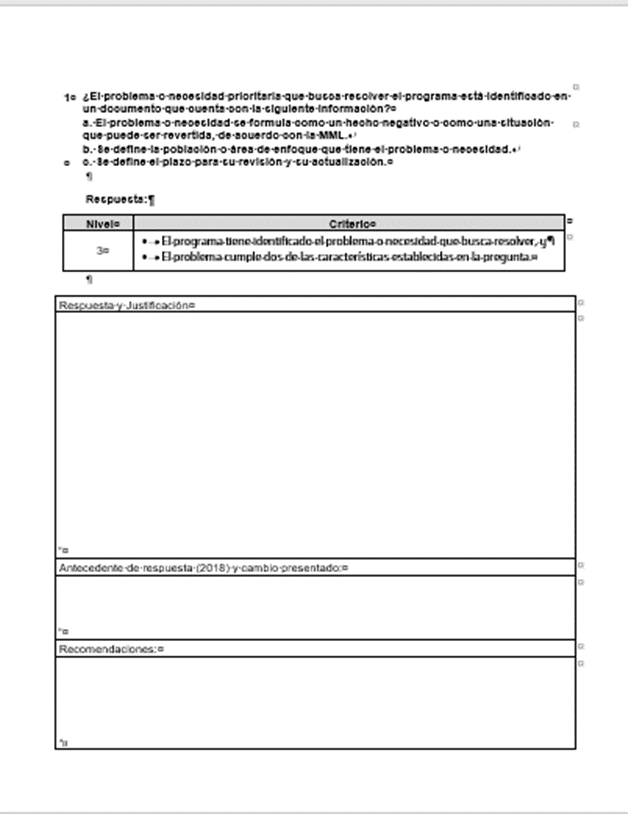 1 ¿El problema o necesidad prioritaria que busca resolver el programa está identificado en
un documento que cuenta con la siguiente información?
a. El problema o necesidad se formula como un hecho negativo o como una situación
que puede ser revertida, de acuerdo con la MML.
b. Se define la población o área de enfoque que tiene el problema o necesidad.
c. Se define el plazo para su revisión y su actualización.
Respuesta:
Nivel Criterio
3
• El programa tiene identificado el problema o necesidad que busca resolver, y
• El problema cumple dos de las características establecidas en la pregunta.
Respuesta y Justificación
Antecedente de respuesta (2018) y cambio presentado:
Recomendaciones: